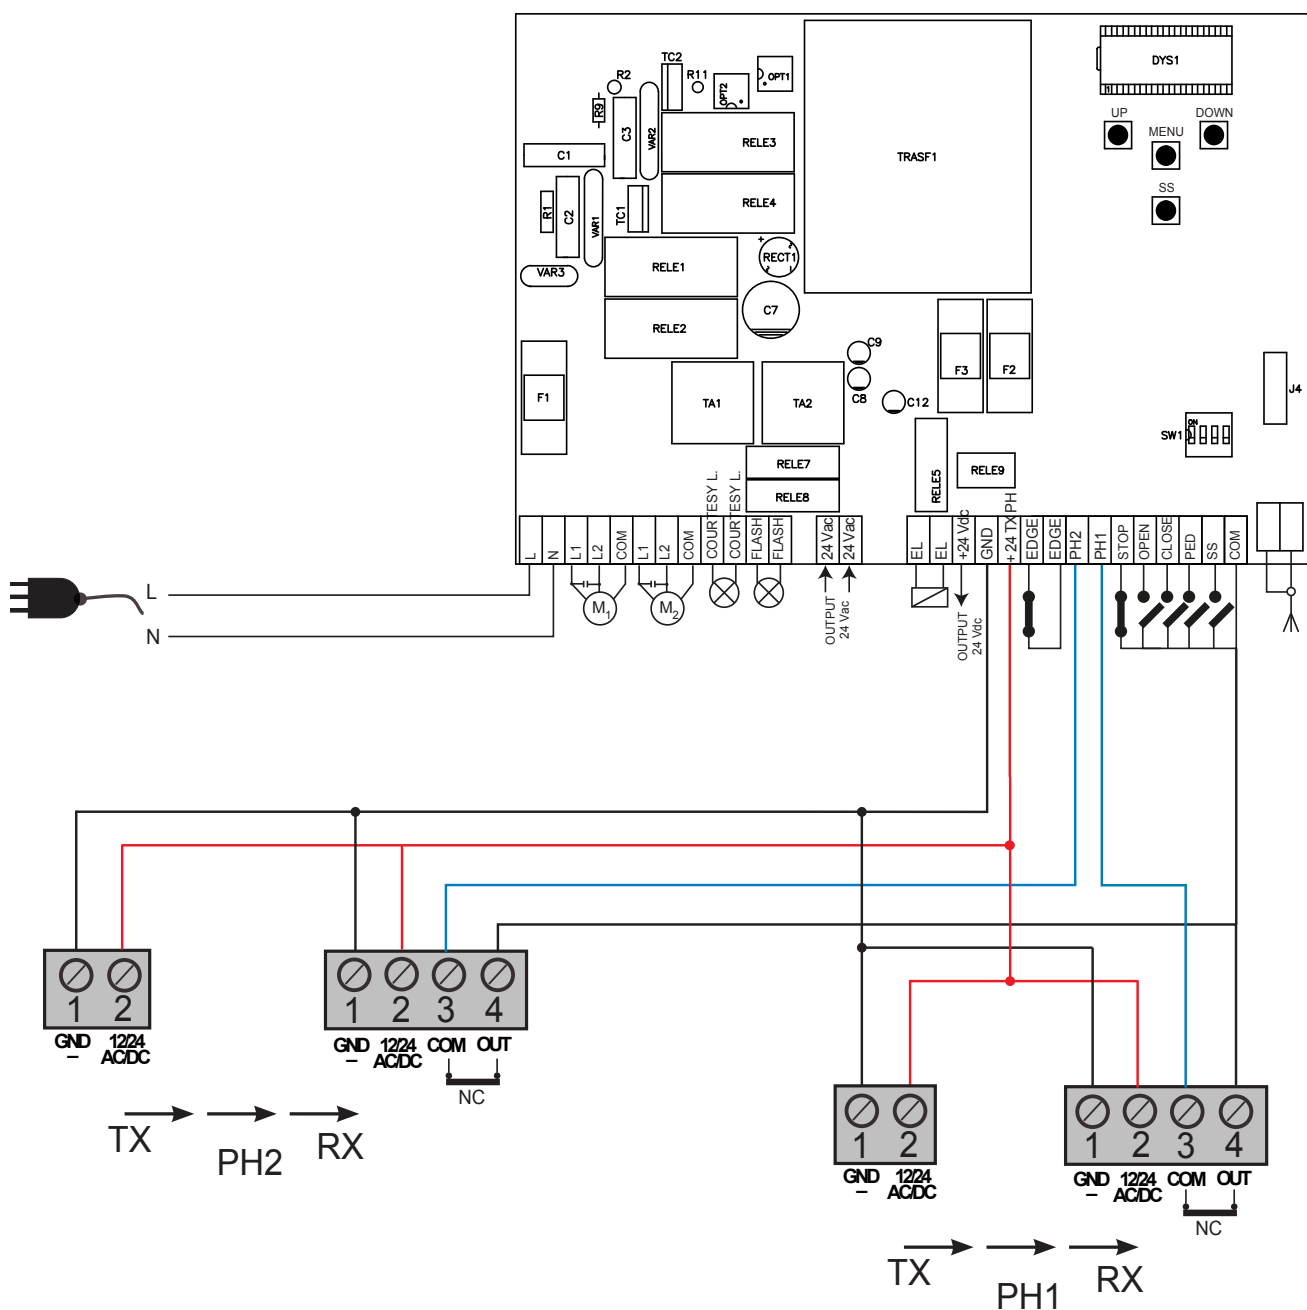 TC2
R2
R11
OPT1
OPT2
DYS1
1
R9
C3
VAR2
RELE3
TRASF1
UP
DOWN
MENU
C1
SS
R1
C2
VAR1
TC1
RELE4
+
RECT1
VAR3
RELE1
C7
RELE2
C9
C8
C12
F3
F2
F1
TA1
TA2
J4
ON
SW1
RELE7
RELE8
RELE5
RELE9
L
N
L1
L2
COM
L1
L2
COM
COURTESY L.
COURTESY L.
FLASH
FLASH
24 Vac
24 Vac
EL
EL
+24 Vdc
GND
+ 24 TX PH
EDGE
EDGE
PH2
PH1
STOP
OPEN
CLOSE
PED
SS
COM
L
N
M1
M2
OUTPUT
24 Vac
OUTPUT
24 Vdc
1 2
GND 12/24
– AC/DC
1 2 3 4
GND 12/24 COM OUT
– AC/DC
NC
TX PH2 RX
1 2
GND 12/24
– AC/DC
1 2 3 4
GND 12/24 COM OUT
– AC/DC
NC
TX PH1 RX